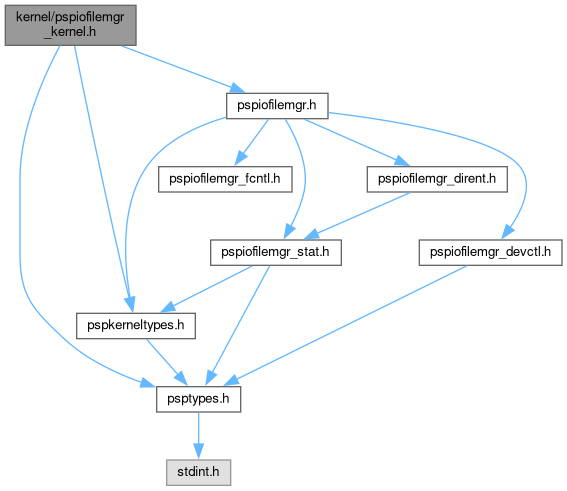 kernel/pspiofilemgr
_kernel.h
pspiofilemgr.h
pspiofilemgr_fcntl.h
pspiofilemgr_dirent.h
pspiofilemgr_stat.h
pspiofilemgr_devctl.h
pspkerneltypes.h
psptypes.h
stdint.h